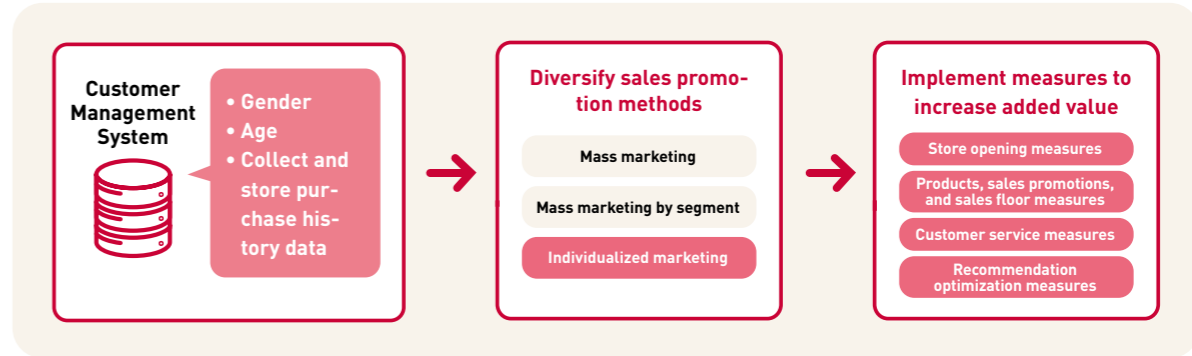 Customer
Management
System
• Gender
• Age
• Collect and
store pur-
chase his-
tory data
Diversify sales promo-
tion methods
Mass marketing
Mass marketing by segment
Individualized marketing
Implement measures to
increase added value
Store opening measures
Products, sales promotions,
and sales floor measures
Customer service measures
Recommendation
optimization measures